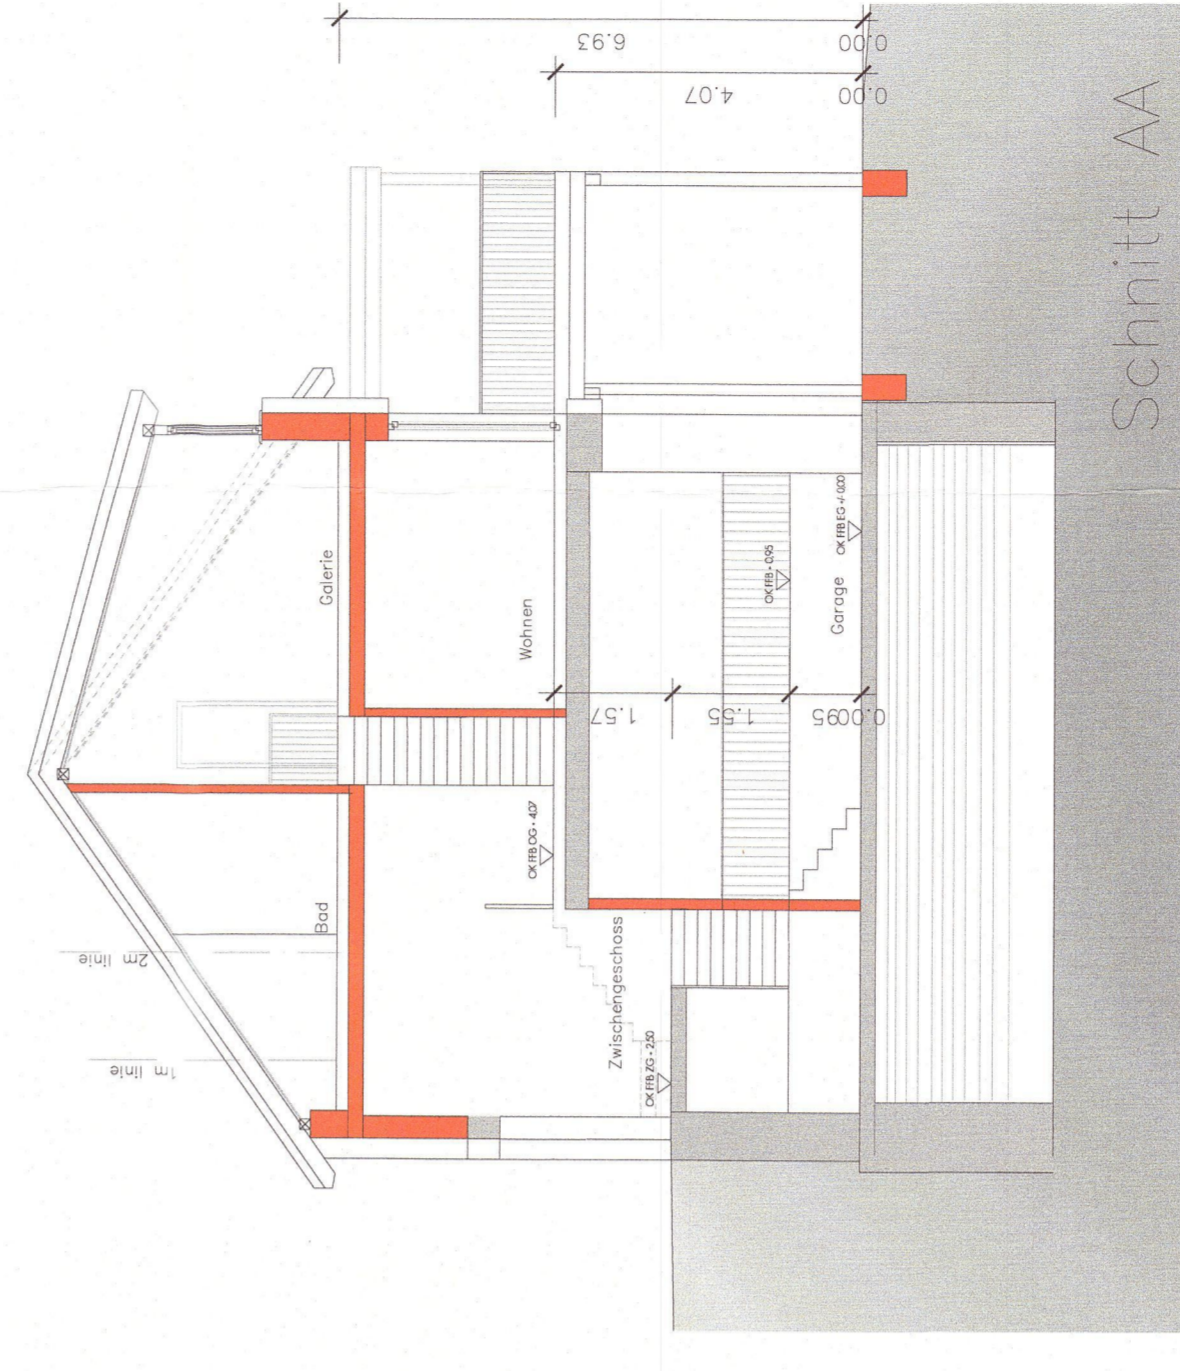 6.93
0.00
4.07
0.00
Schnitt AA
Galerie
Wohnen
OK FFB + 0.95
OK FFB EG +/- 0.00
Garage
1.57
1.55
0.0095
OK FFB OG + 4.07
Bad
2m linie
1m linie
Zwischengeschoss
OK FFB ZG + 2.50